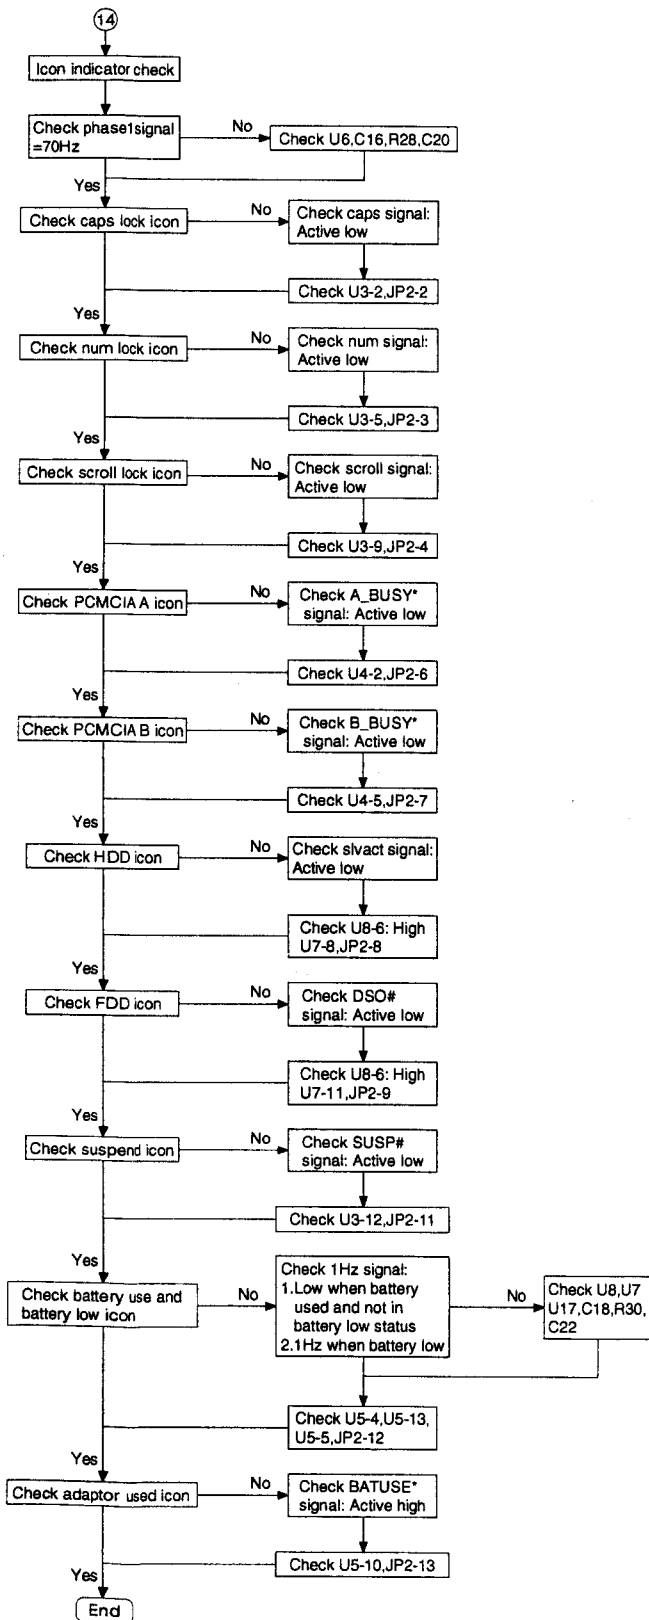 14
Icon indicator check
Check phase1signal
=70Hz
No
Check U6,C16,R28,C20
Yes
Check caps lock icon
No
Check caps signal:
Active low
Check U3-2,JP2-2
Yes
Check num lock icon
No
Check num signal:
Active low
Check U3-5,JP2-3
Yes
Check scroll lock icon
No
Check scroll signal:
Active low
Check U3-9,JP2-4
Yes
Check PCMCIA A icon
No
Check A_BUSY*
signal: Active low
Check U4-2,JP2-6
Yes
Check PCMCIA B icon
No
Check B_BUSY*
signal: Active low
Check U4-5,JP2-7
Yes
Check HDD icon
No
Check slvact signal:
Active low
Check U8-6: High
U7-8,JP2-8
Yes
Check FDD icon
No
Check DSO#
signal: Active low
Check U8-6: High
U7-11,JP2-9
Yes
Check suspend icon
No
Check SUSP#
signal: Active low
Check U3-12,JP2-11
Yes
Check battery use and
battery low icon
No
Check 1Hz signal:
1.Low when battery
used and not in
battery low status
2.1Hz when battery low
No
Check U8,U7
U17,C18,R30,
C22
Check U5-4,U5-13,
U5-5,JP2-12
Yes
Check adaptor used icon
No
Check BATUSE*
signal: Active high
Check U5-10,JP2-13
Yes
End